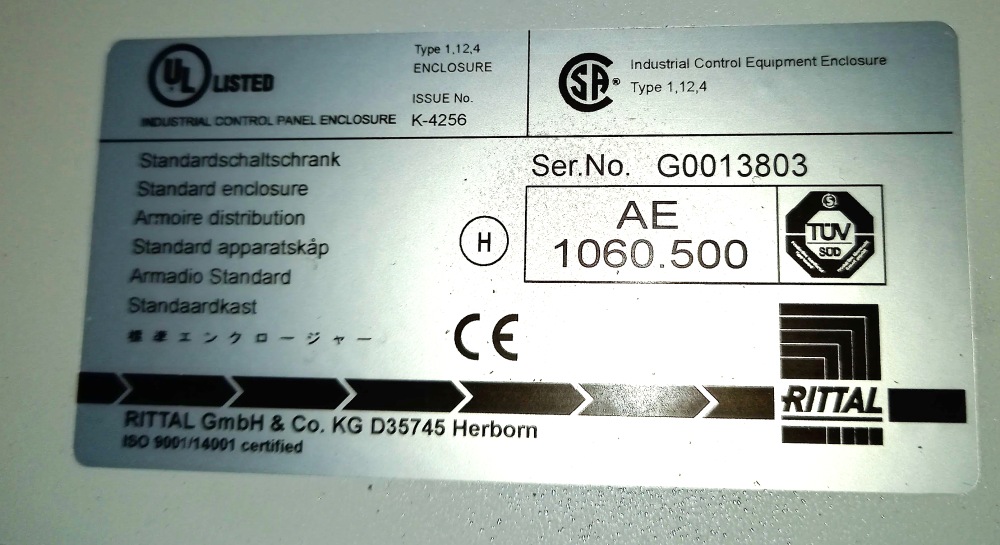 UL LISTED
Type 1,12,4
ENCLOSURE
ISSUE No.
INDUSTRIAL CONTROL PANEL ENCLOSURE K-4256
SA
Industrial Control Equipment Enclosure
Type 1,12,4
Standardschaltschrank
Standard enclosure
Armoire distribution
Standard apparatskåp
Armadio Standard
Standaardkast
標準エンクロージャー
Ser.No. G0013803
H
AE
1060.500
TÜV
SÜD
CE
RITTAL
RITTAL GmbH & Co. KG D35745 Herborn
ISO 9001/14001 certified